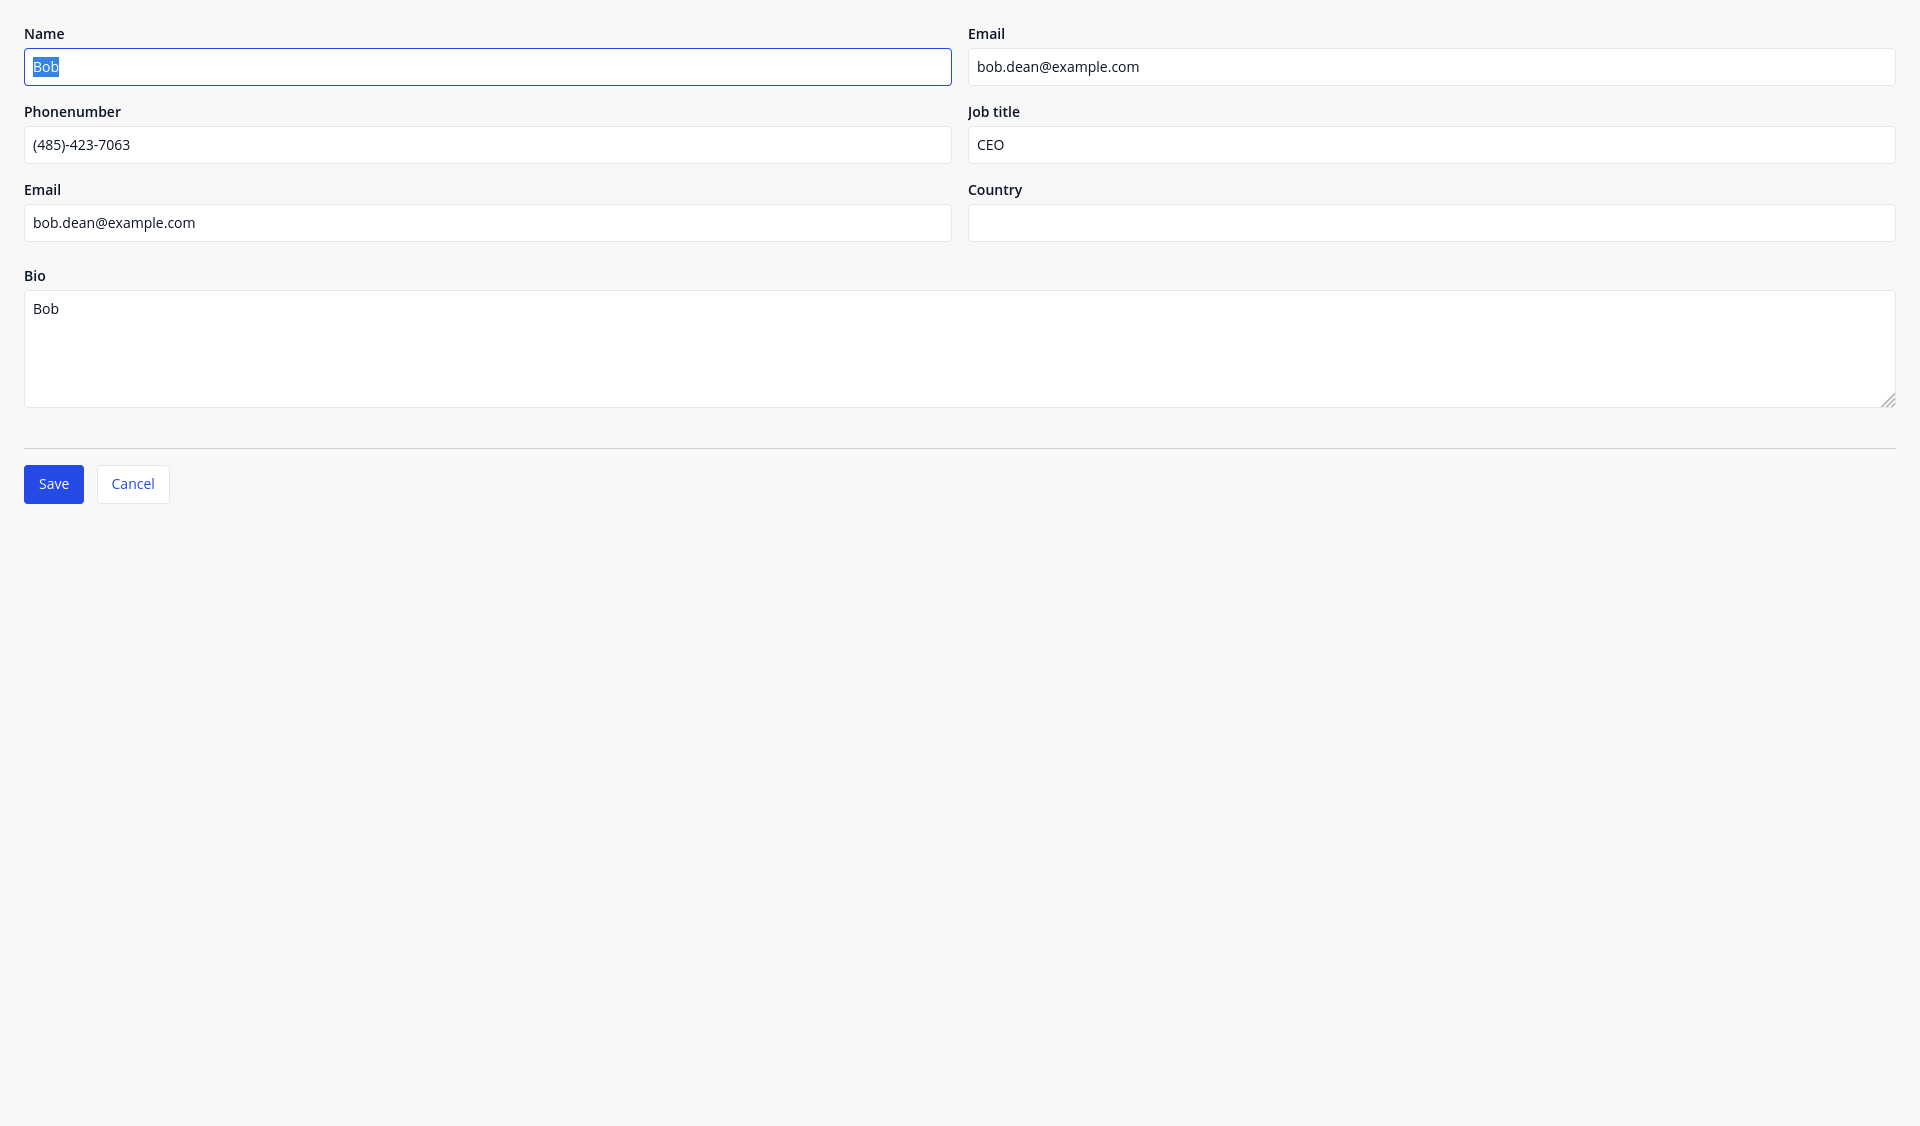 Name
Email
Bob
bob.dean@example.com
Phonenumber
Job title
(485)-423-7063
CEO
Email
Country
bob.dean@example.com
Bio
Bob
Save
Cancel